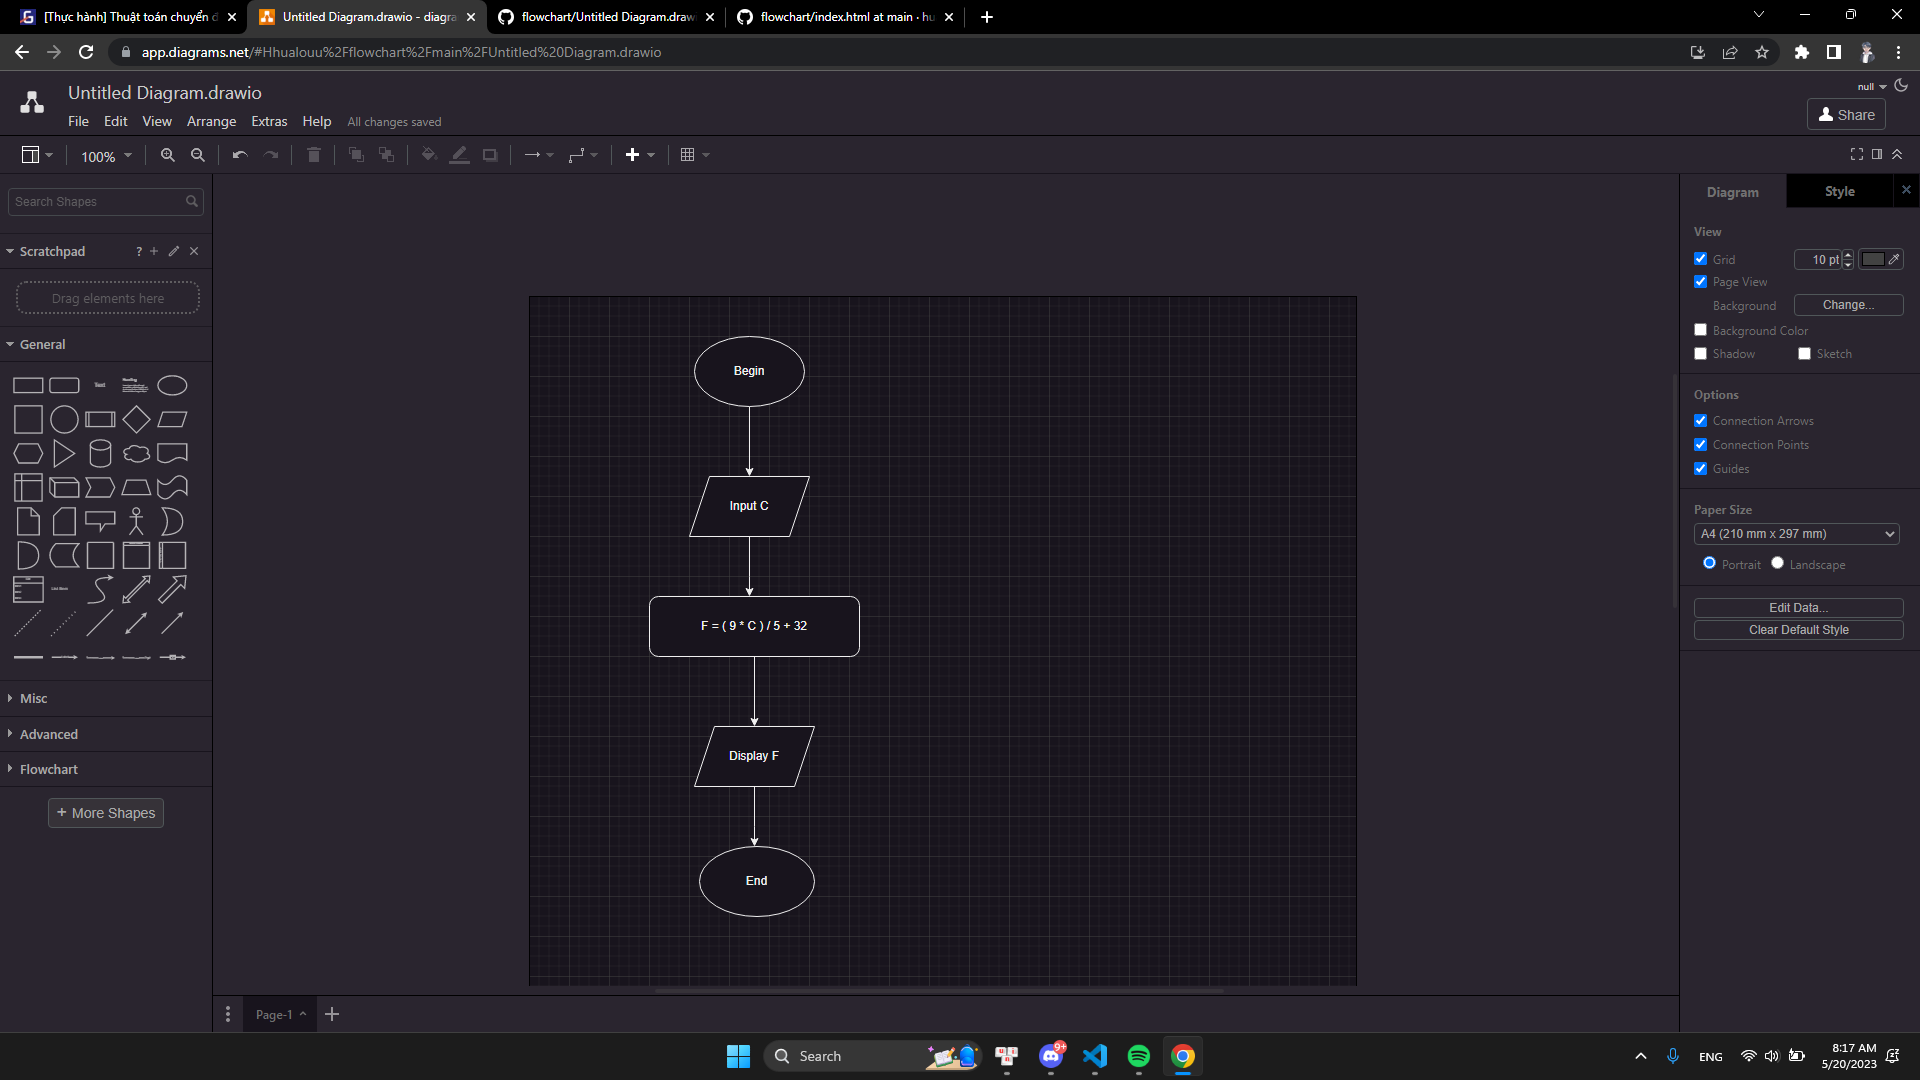 [Thực hành] Thuật toán chuyển đ
Untitled Diagram.drawio - diagra
flowchart/Untitled Diagram.draw
flowchart/index.html at main · hu
app.diagrams.net/#Hhualouu%2Fflowchart%2Fmain%2FUntitled%20Diagram.drawio
Untitled Diagram.drawio
null
File Edit View Arrange Extras Help All changes saved
Share
100%
Search Shapes
Scratchpad ?
Drag elements here
General
Text
Heading
List Item
Misc
Advanced
Flowchart
+ More Shapes
Begin
Input C
F = ( 9 * C ) / 5 + 32
Display F
End
Diagram Style
View
Grid 10 pt
Page View
Background Change...
Background Color
Shadow Sketch
Options
Connection Arrows
Connection Points
Guides
Paper Size
A4 (210 mm x 297 mm)
Portrait Landscape
Edit Data...
Clear Default Style
Page-1
Search
9+
ENG
8:17 AM
5/20/2023